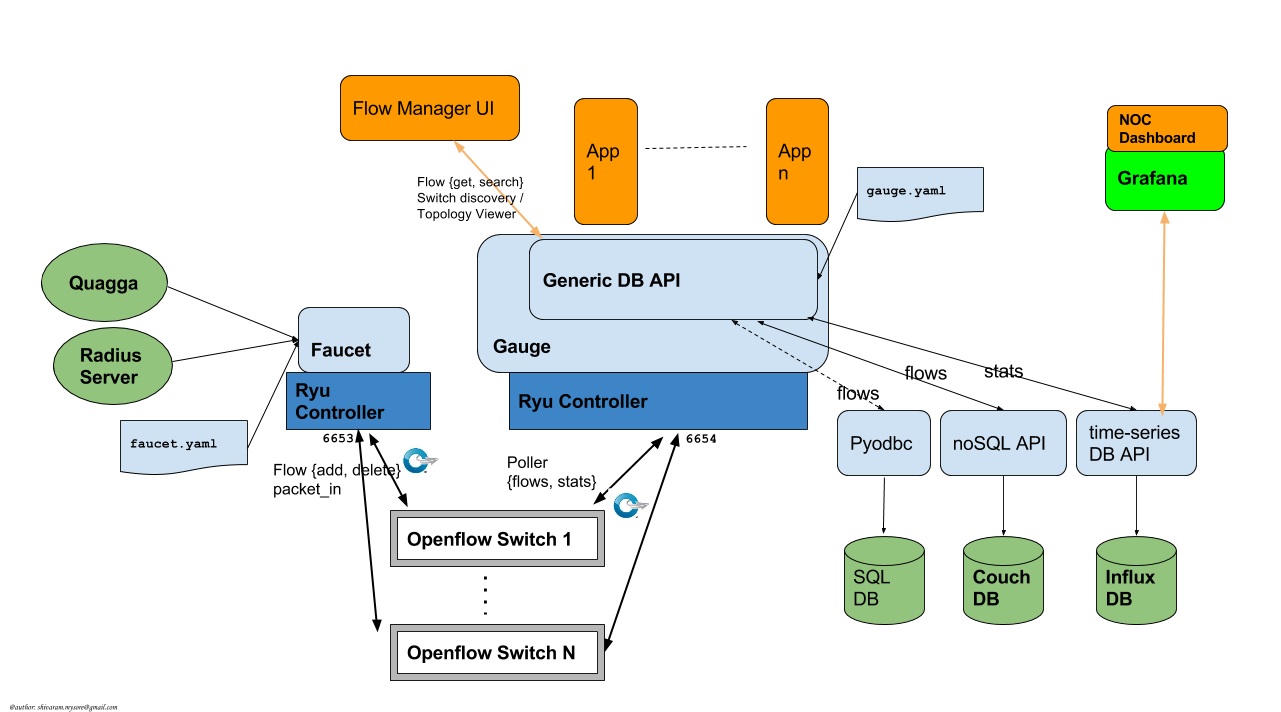 Flow Manager UI
App
1
App
n
NOC
Dashboard
Grafana
Flow {get, search}
Switch discovery /
Topology Viewer
gauge.yaml
Quagga
Radius
Server
faucet.yaml
Faucet
Ryu
Controller
6653
Generic DB API
Gauge
Ryu Controller
6654
flows
flows
stats
Pyodbc
noSQL API
time-series
DB API
Flow {add, delete}
packet_in
Poller
{flows, stats}
Openflow Switch 1
Openflow Switch N
SQL
DB
Couch
DB
Influx
DB
@author: shivaram.mysore@gmail.com